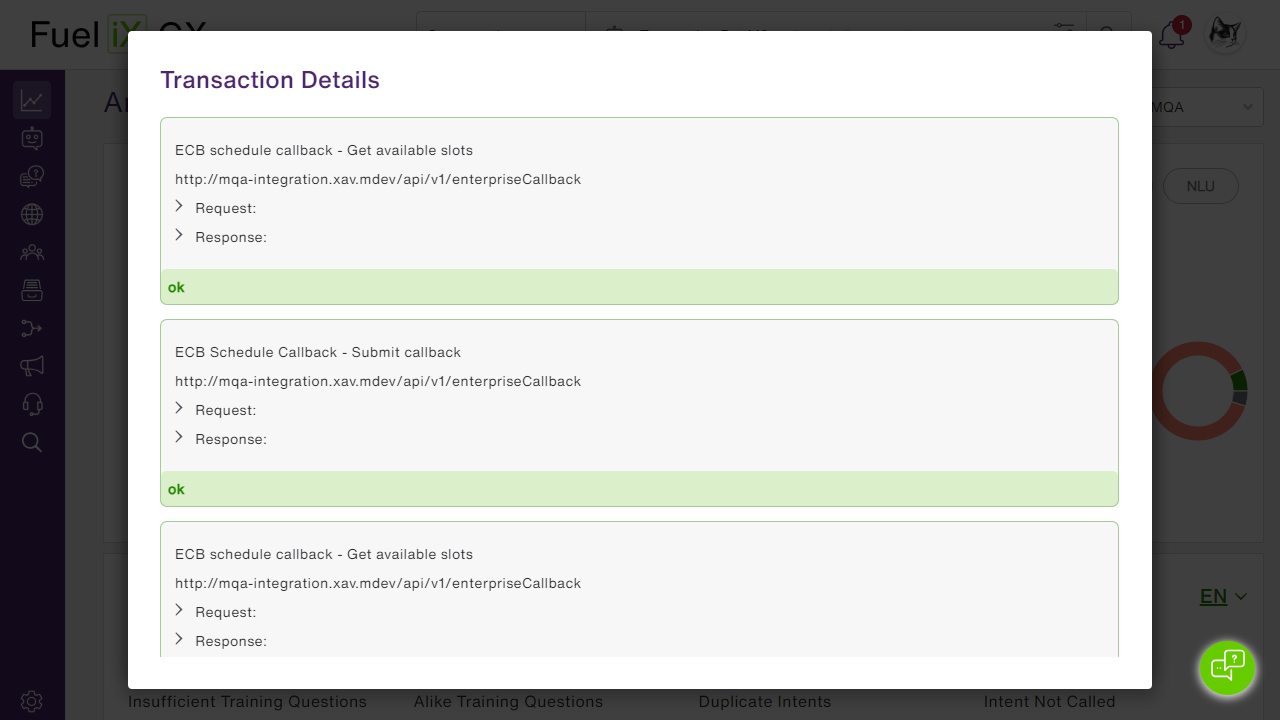 Fuel iX CX
1
Transaction Details
MQA
ECB schedule callback - Get available slots
http://mqa-integration.xav.mdev/api/v1/enterpriseCallback
NLU
Request:
Response:
ok
ECB Schedule Callback - Submit callback
http://mqa-integration.xav.mdev/api/v1/enterpriseCallback
Request:
Response:
ok
ECB schedule callback - Get available slots
http://mqa-integration.xav.mdev/api/v1/enterpriseCallback
EN
Request:
Response:
Insufficient Training Questions Alike Training Questions Duplicate Intents Intent Not Called